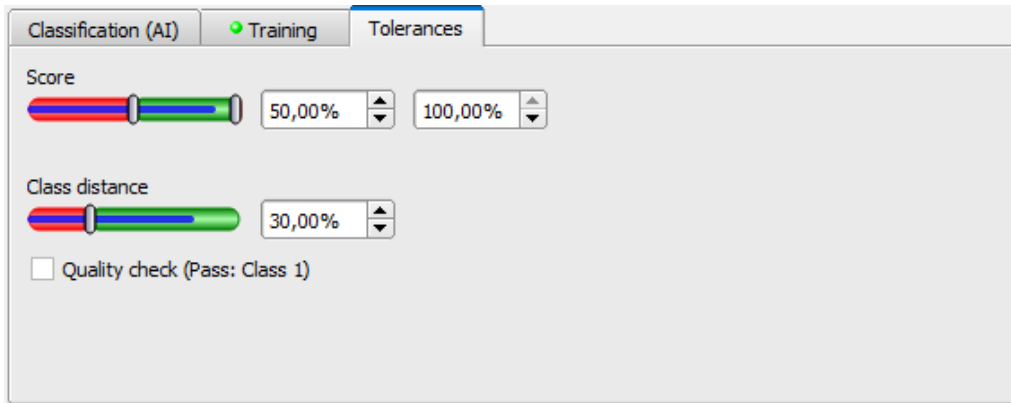 Classification (AI) Training Tolerances
Score
50,00% 100,00%
Class distance
30,00%
Quality check (Pass: Class 1)